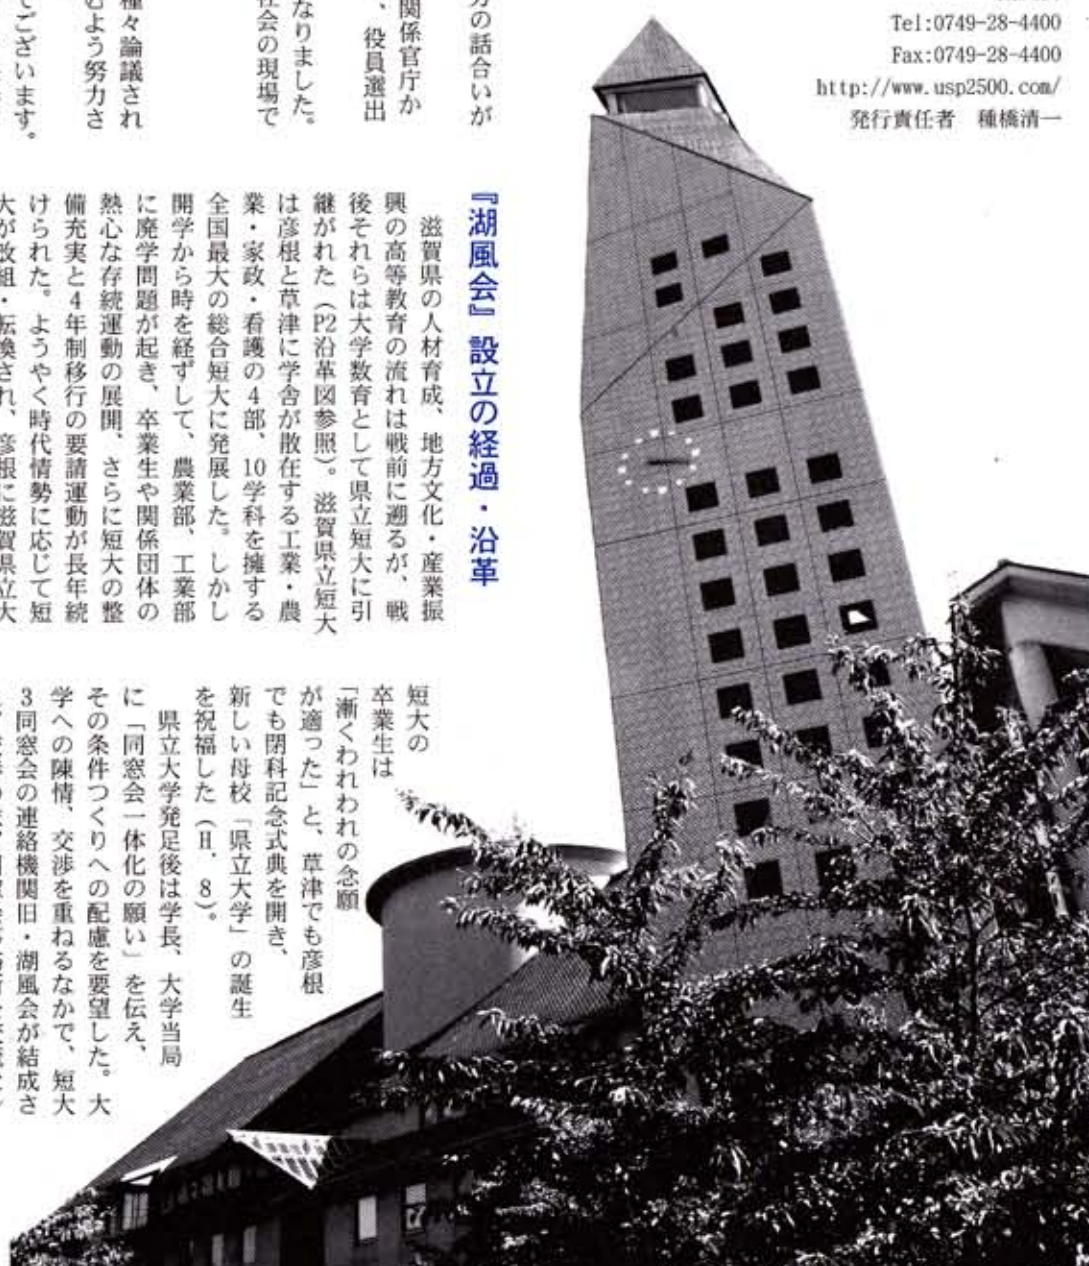 Tel:0749-28-4400
Fax:0749-28-4400
http://www.usp2500.com/
発行責任者　種橋清一
の話合いが
関係官庁か
、役員選出
なりました。
社会の現場で
種々論議され
よう努力さ
でございます。
『湖風会』設立の経過・沿革
　滋賀県の人材育成、地方文化・産業振
興の高等教育の流れは戦前に遡るが、戦
後それらは大学数育として県立短大に引
継がれた（P2沿革図参照）。滋賀県立短大
は彦根と草津に学舎が散在する工業・農
業・家政・看護の4部、10学科を擁する
全国最大の総合短大に発展した。しかし
開学から時を経ずして、農業部、工業部
に廃学問題が起き、卒業生や関係団体の
熱心な存続運動の展開、さらに短大の整
備充実と4年制移行の要請運動が長年続
けられた。ようやく時代情勢に応じて短
大が改組・転換され、彦根に滋賀県立大
短大の
卒業生は
「漸くわれわれの念願
が適った」と、草津でも彦根
でも閉科記念式典を開き、
新しい母校「県立大学」の誕生
を祝福した（H．8）。
　県立大学発足後は学長、大学当局
に「同窓会一体化の願い」を伝え、
その条件つくりへの配慮を要望した。大
学への陳情、交渉を重ねるなかで、短大
3同窓会の連絡機関旧・湖風会が結成さ